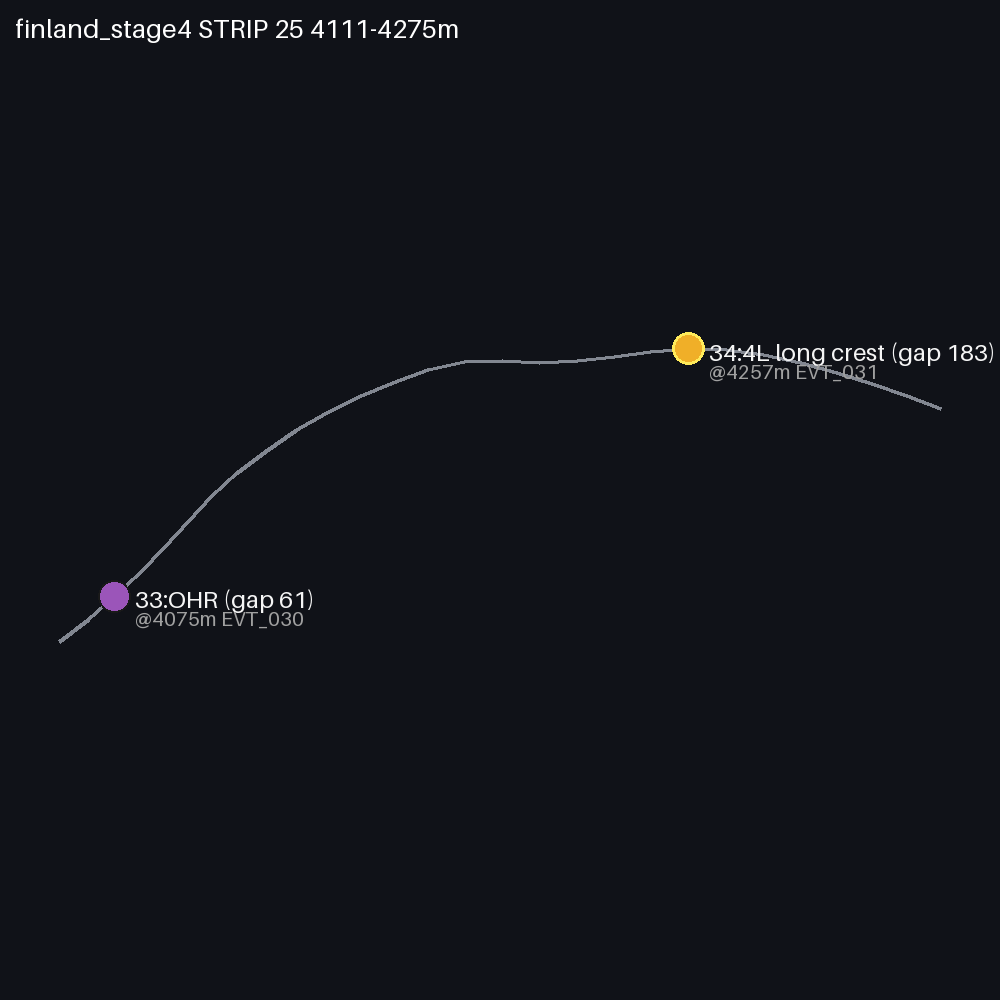 finland_stage4 STRIP 25 4111-4275m
34:4L long crest (gap 183)
@4257m EVT_031
33:OHR (gap 61)
@4075m EVT_030